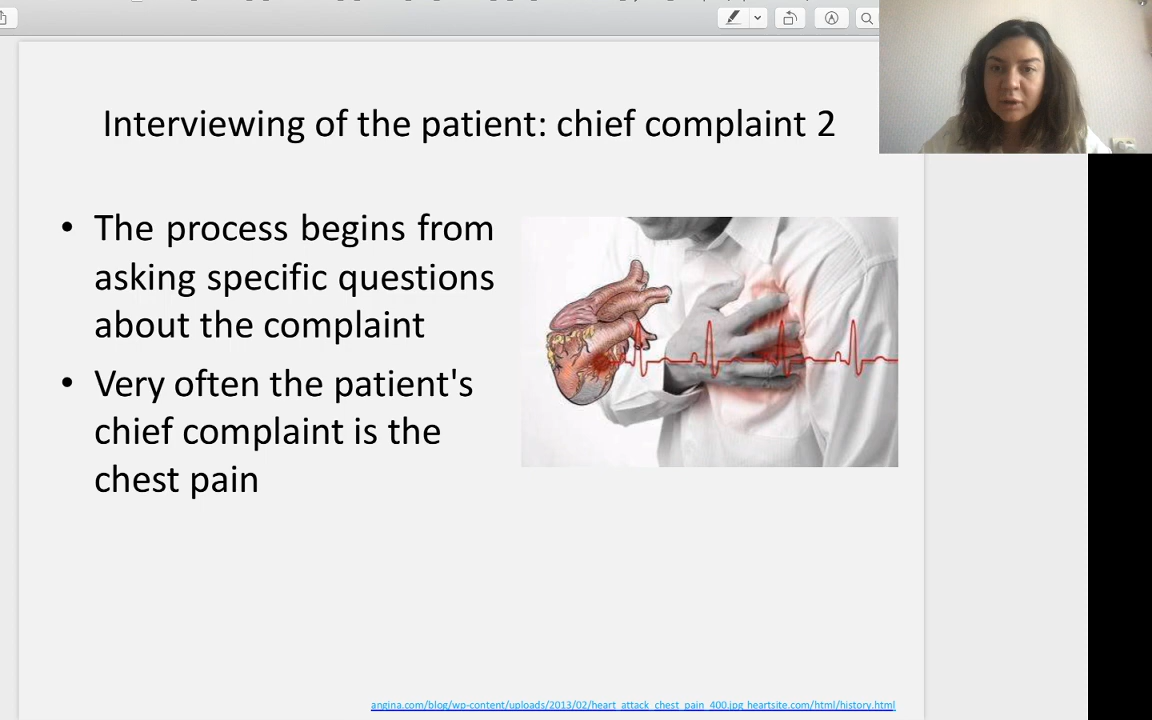 Interviewing of the patient: chief complaint 2
• The process begins from
asking specific questions
about the complaint
• Very often the patient's
chief complaint is the
chest pain
angina.com/blog/wp-content/uploads/2013/02/heart_attack_chest_pain_400.jpg heartsite.com/html/history.html